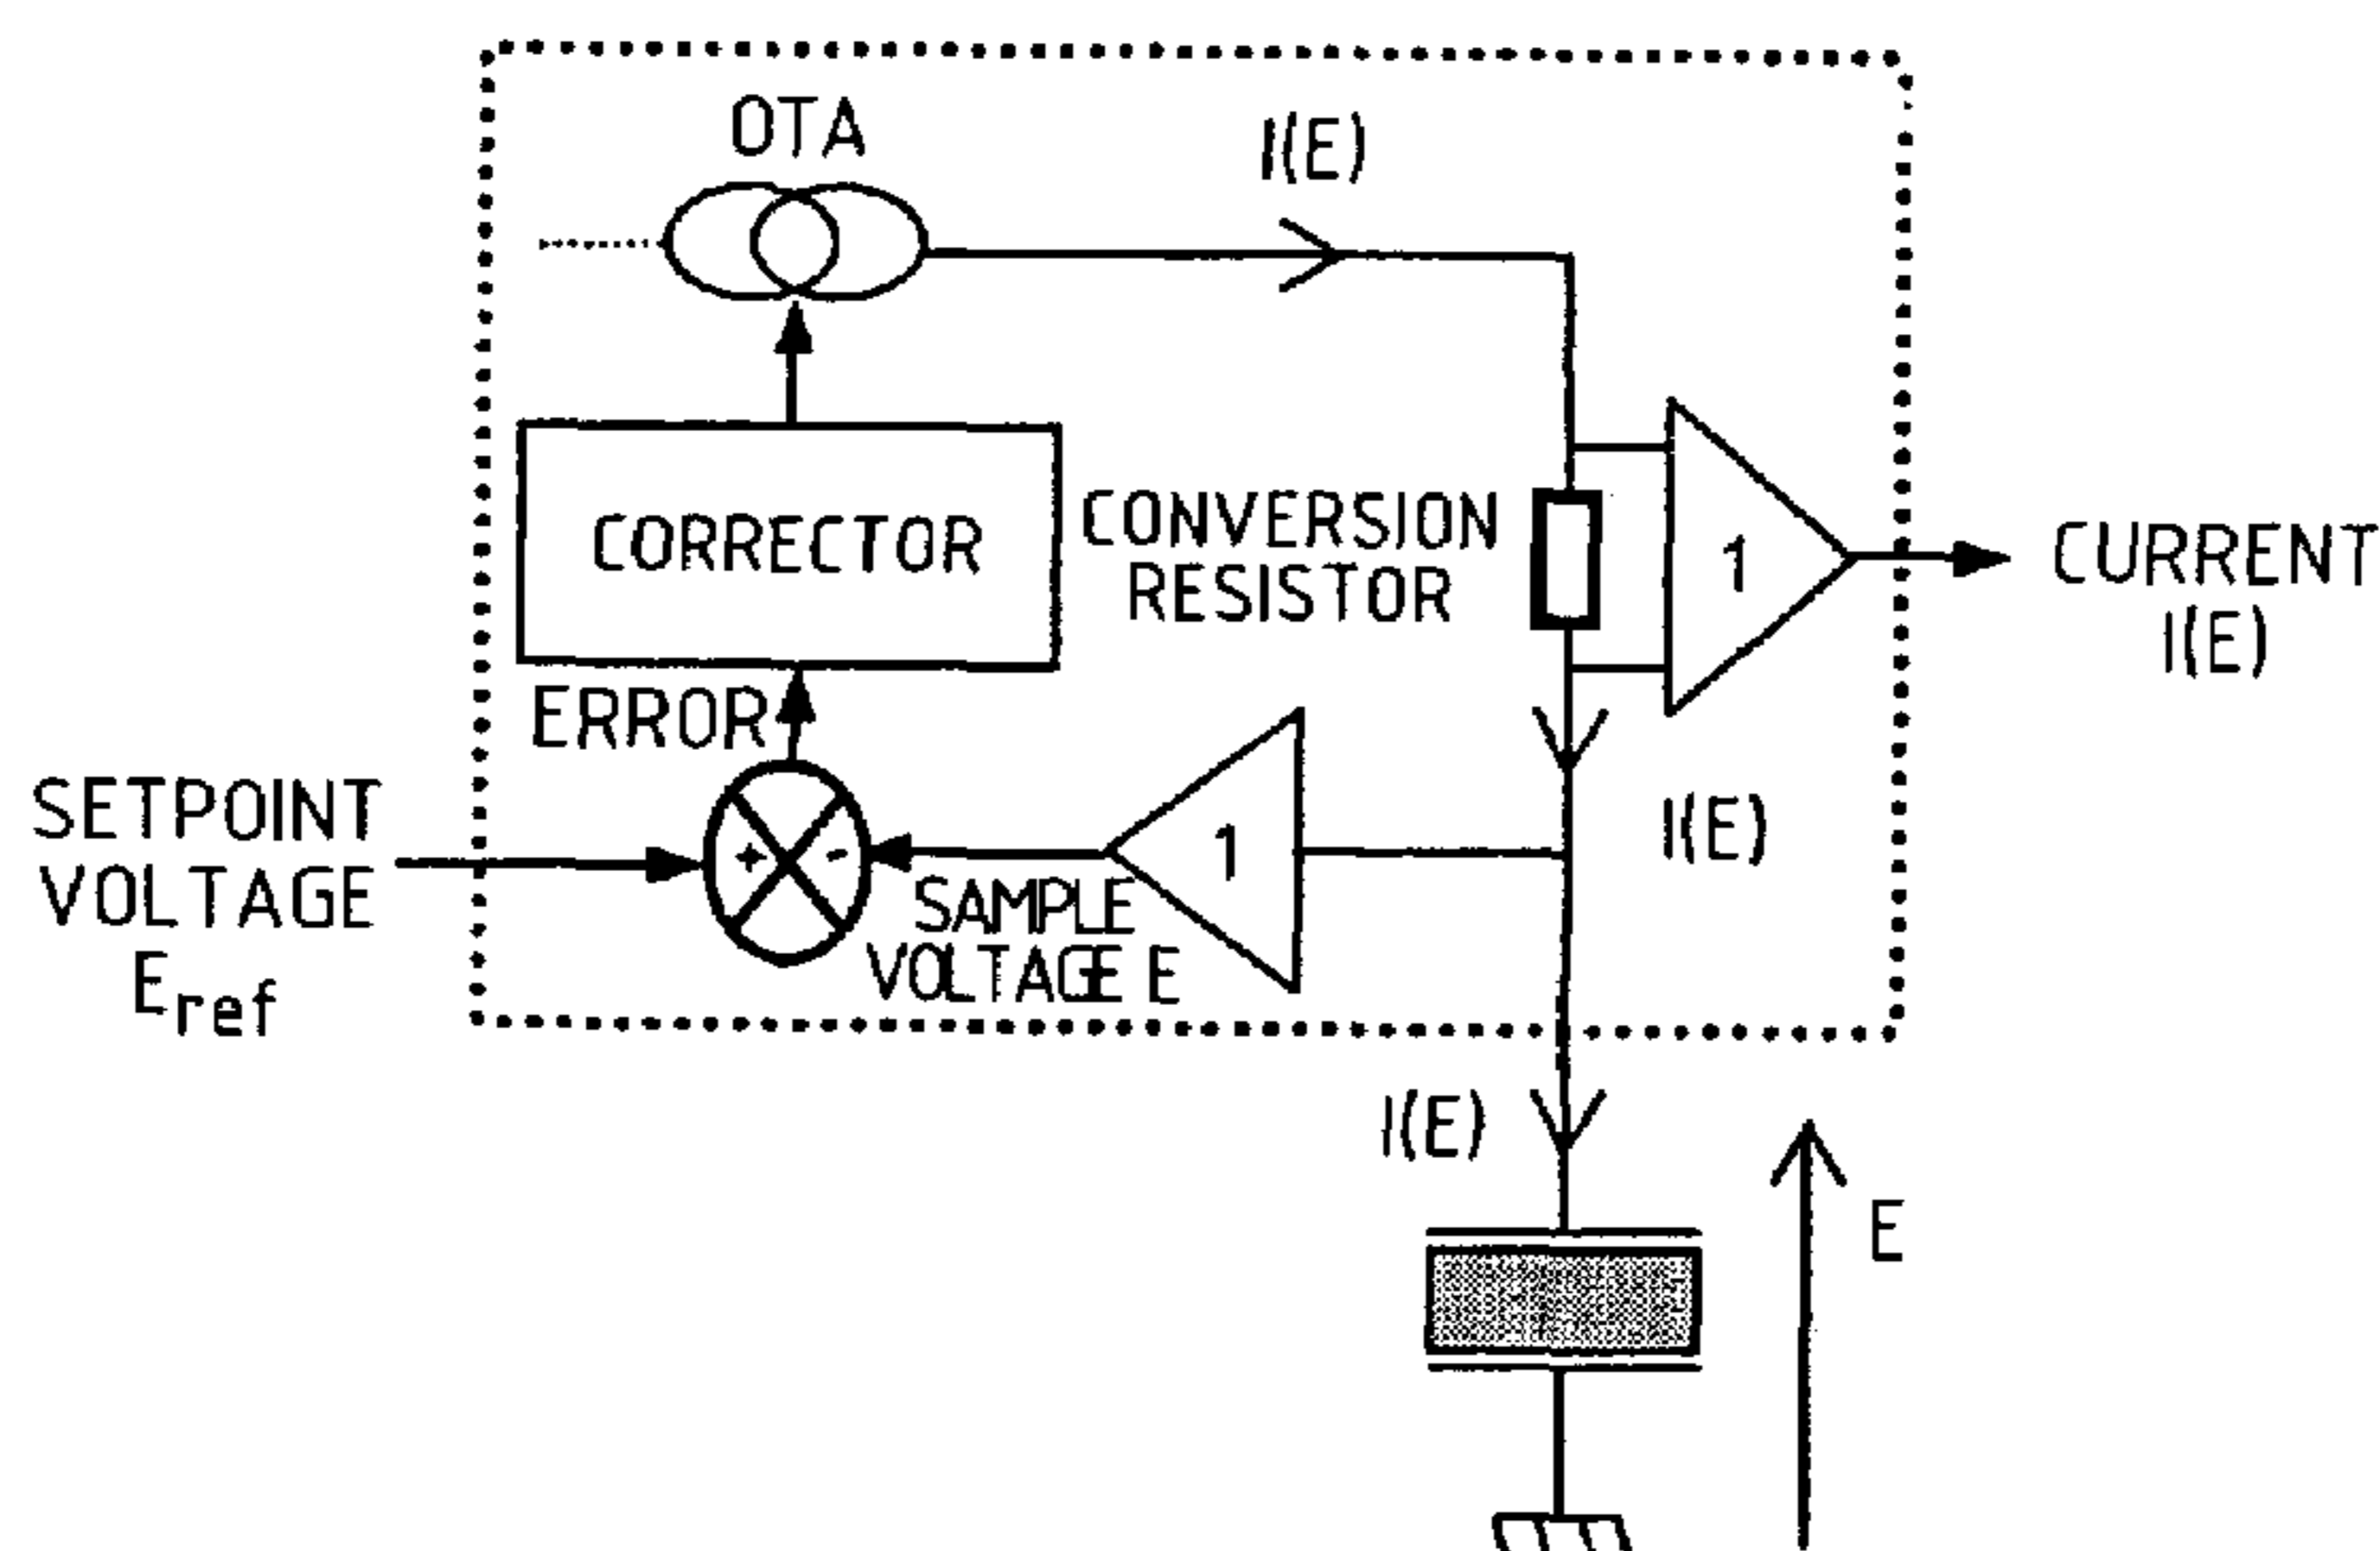 OTA
I(E)
CORRECTOR
CONVERSION
RESISTOR
1
CURRENT
I(E)
ERROR
SETPOINT
VOLTAGE
Eref
+
-
SAMPLE
VOLTAGE E
1
I(E)
I(E)
E